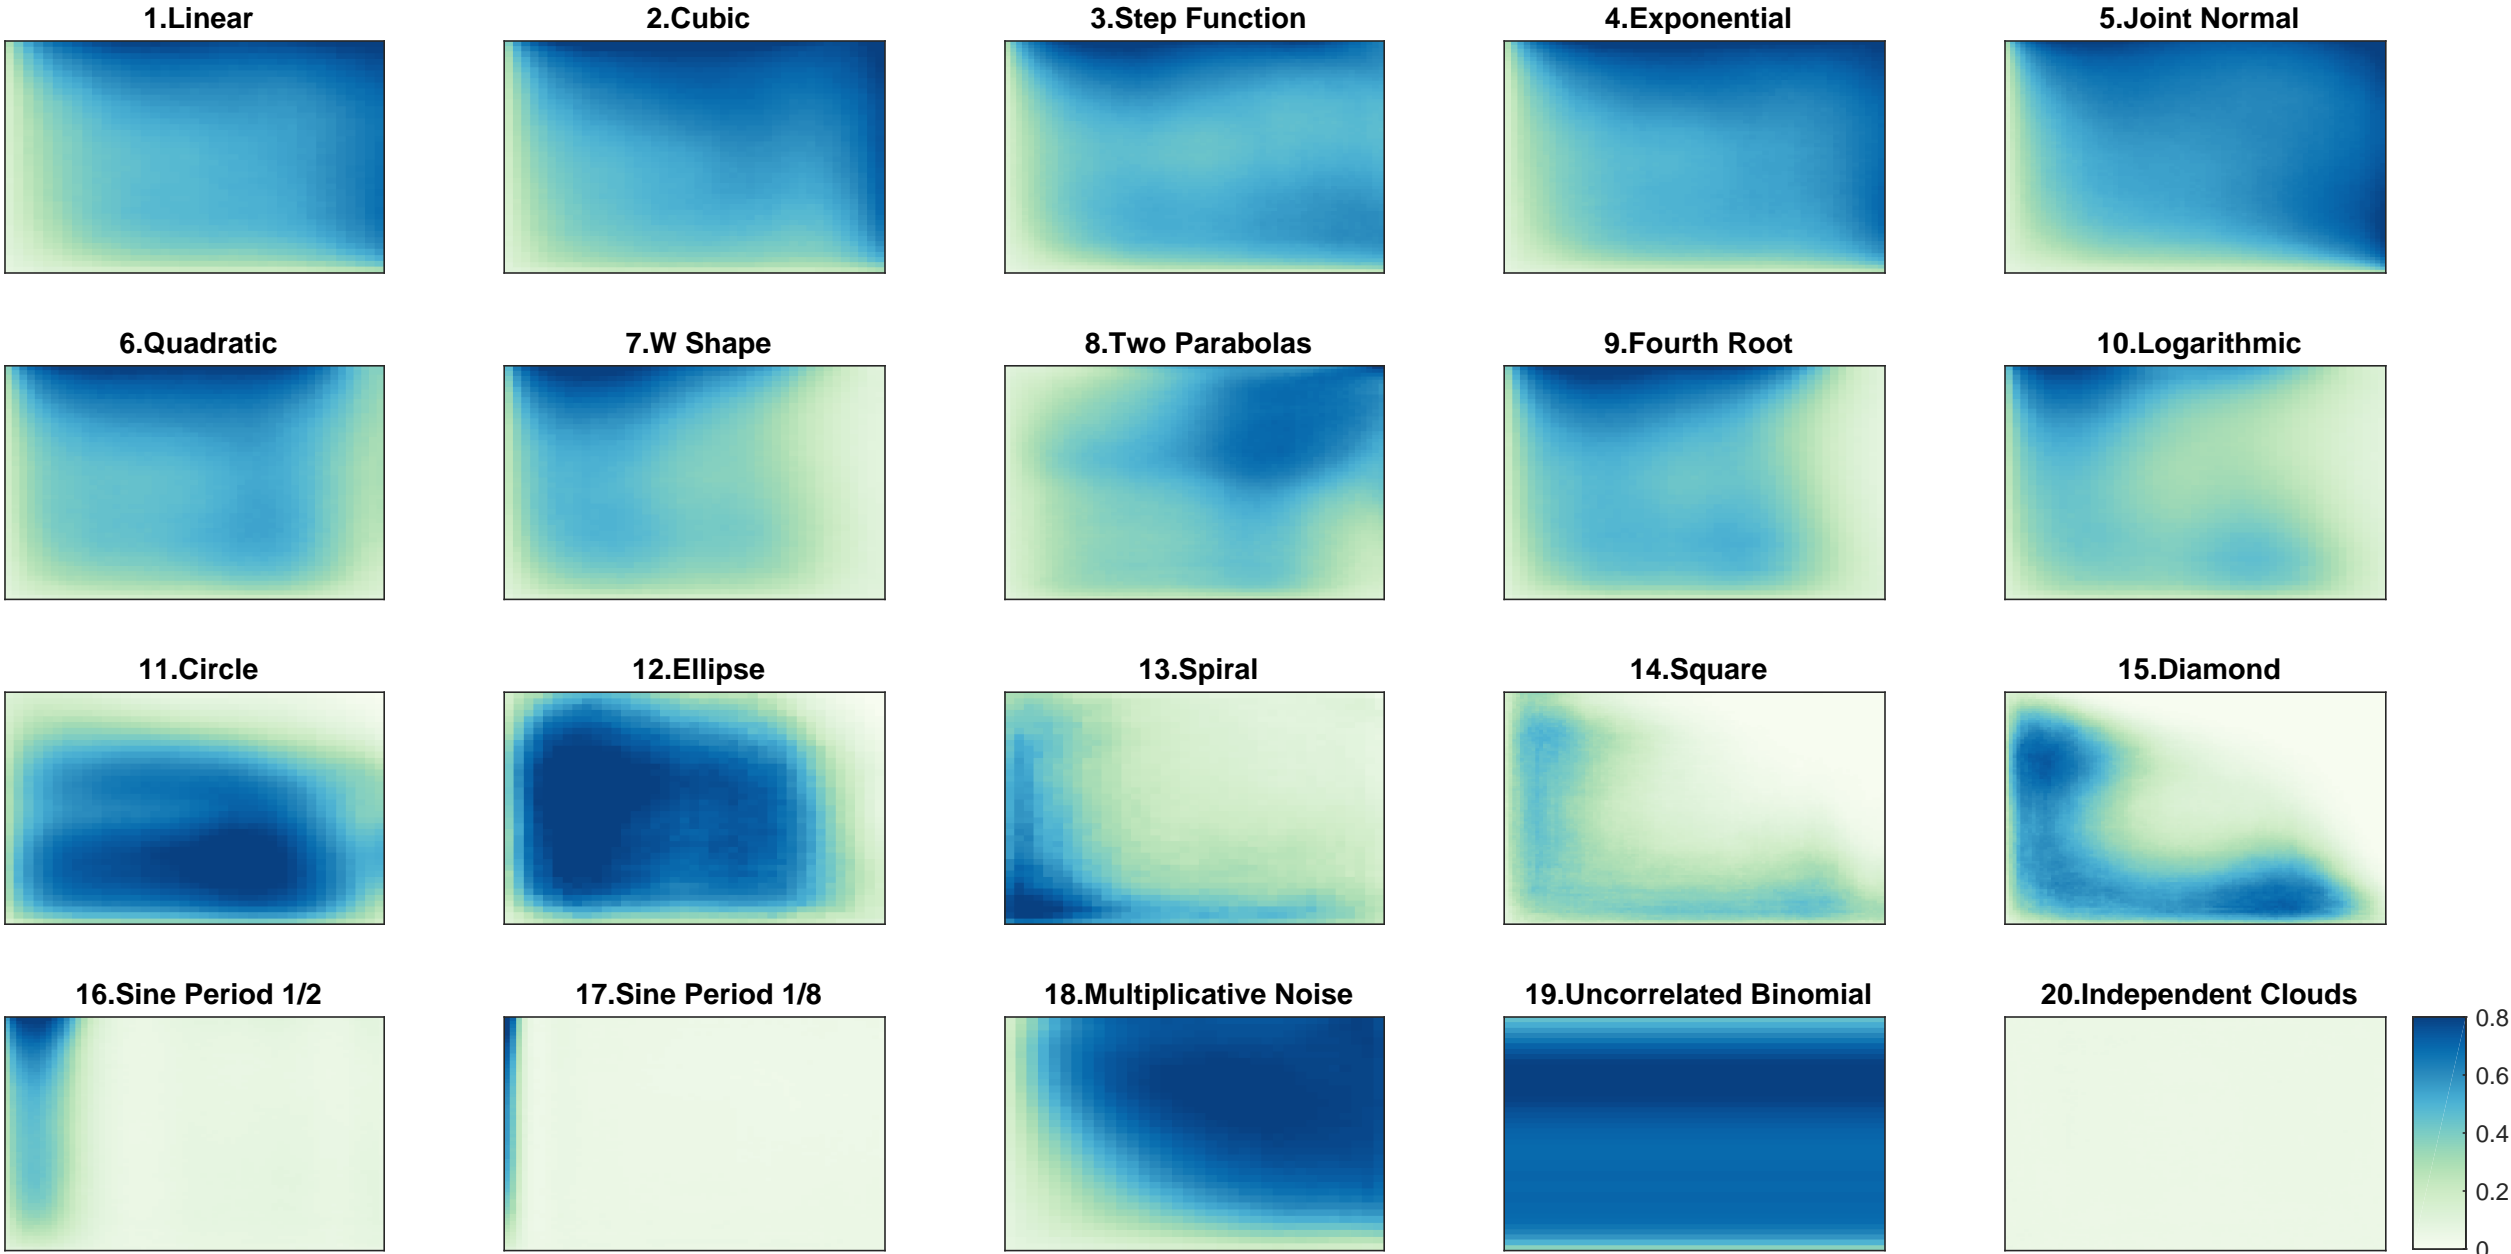 1.Linear
2.Cubic
3.Step Function
4.Exponential
5.Joint Normal
6.Quadratic
7.W Shape
8.Two Parabolas
9.Fourth Root
10.Logarithmic
11.Circle
12.Ellipse
13.Spiral
14.Square
15.Diamond
16.Sine Period 1/2
17.Sine Period 1/8
18.Multiplicative Noise
19.Uncorrelated Binomial
20.Independent Clouds
0.8
0.6
0.4
0.2
0